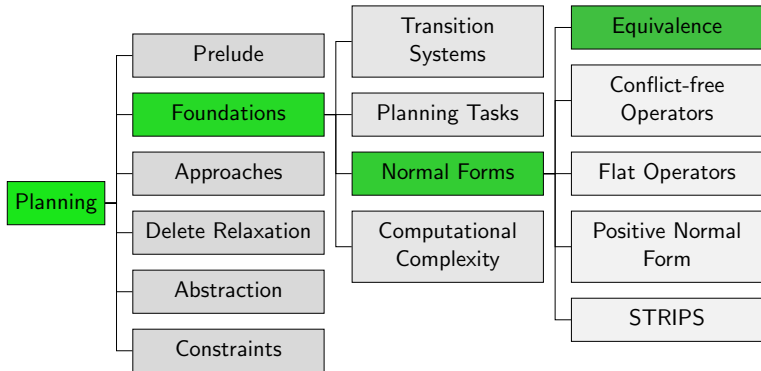 Planning
Prelude
Foundations
Approaches
Delete Relaxation
Abstraction
Constraints
Transition
Systems
Planning Tasks
Normal Forms
Computational
Complexity
Equivalence
Conflict-free
Operators
Flat Operators
Positive Normal
Form
STRIPS